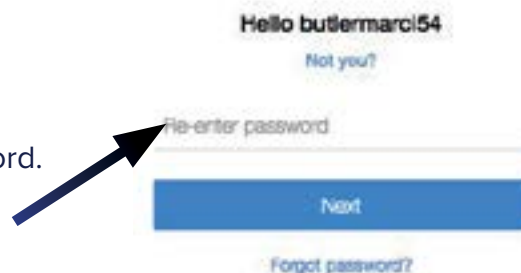 Hello butlermarci54
Not you?
Re-enter password
ord.
Next
Forgot password?